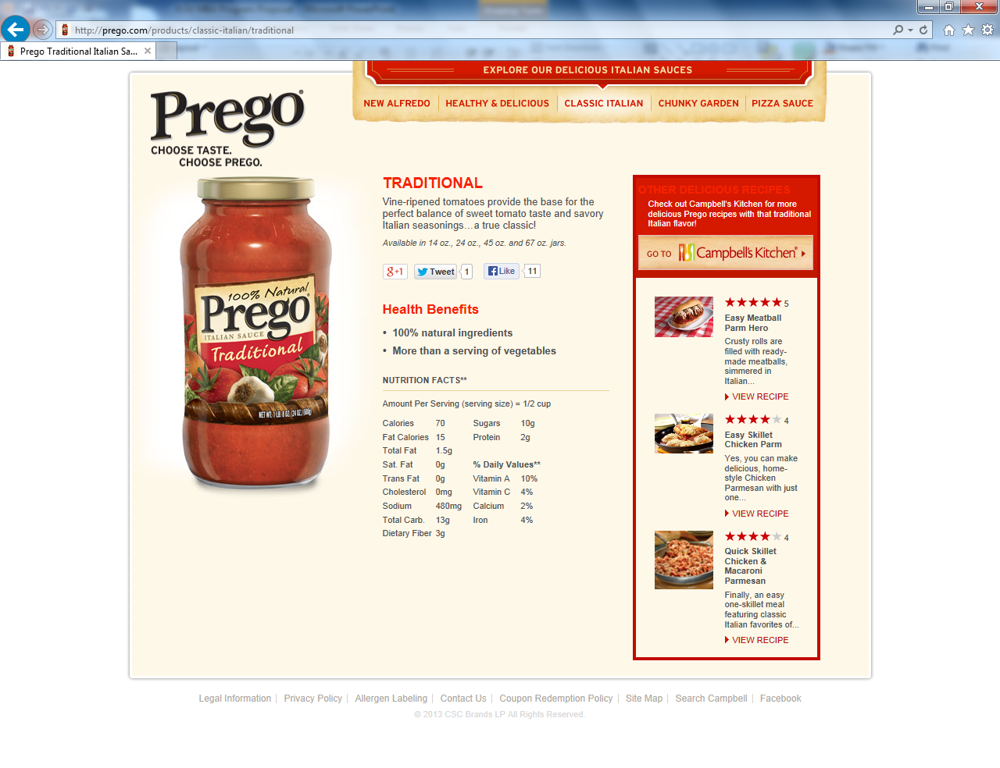 http://prego.com/products/classic-italian/traditional
Prego Traditional Italian Sa...
EXPLORE OUR DELICIOUS ITALIAN SAUCES
NEW ALFREDO
HEALTHY & DELICIOUS
CLASSIC ITALIAN
CHUNKY GARDEN
PIZZA SAUCE
Prego®
CHOOSE TASTE.
CHOOSE PREGO.
100% Natural
Prego®
ITALIAN SAUCE
Traditional
NET WT. 1 LB. 8 OZ. (24 OZ.) (680g)
TRADITIONAL
Vine-ripened tomatoes provide the base for the
perfect balance of sweet tomato taste and savory
Italian seasonings...a true classic!
Available in 14 oz., 24 oz., 45 oz. and 67 oz. jars.
g+1 Tweet 1 Like 11
Health Benefits
• 100% natural ingredients
• More than a serving of vegetables
NUTRITION FACTS**
Amount Per Serving (serving size) = 1/2 cup
Calories 70 Sugars 10g
Fat Calories 15 Protein 2g
Total Fat 1.5g
Sat. Fat 0g % Daily Values**
Trans Fat 0g Vitamin A 10%
Cholesterol 0mg Vitamin C 4%
Sodium 480mg Calcium 2%
Total Carb. 13g Iron 4%
Dietary Fiber 3g
OTHER DELICIOUS RECIPES
Check out Campbell's Kitchen for more
delicious Prego recipes with that traditional
Italian flavor!
GO TO Campbell's Kitchen®
5
Easy Meatball
Parm Hero
Crusty rolls are
filled with ready-
made meatballs,
simmered in
Italian...
VIEW RECIPE
4
Easy Skillet
Chicken Parm
Yes, you can make
delicious, home-
style Chicken
Parmesan with just
one...
VIEW RECIPE
4
Quick Skillet
Chicken &
Macaroni
Parmesan
Finally, an easy
one-skillet meal
featuring classic
Italian favorites of...
VIEW RECIPE
Legal Information | Privacy Policy | Allergen Labeling | Contact Us | Coupon Redemption Policy | Site Map | Search Campbell | Facebook
© 2013 CSC Brands LP All Rights Reserved.